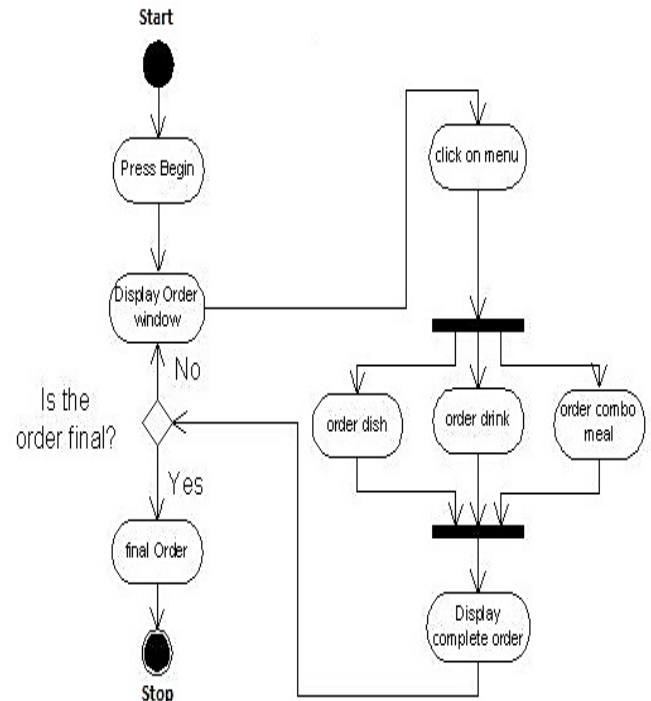 Start
Press Begin
click on menu
Display Order
window
No
Is the
order final?
order dish
order drink
order combo
meal
Yes
final Order
Display
complete order
Stop